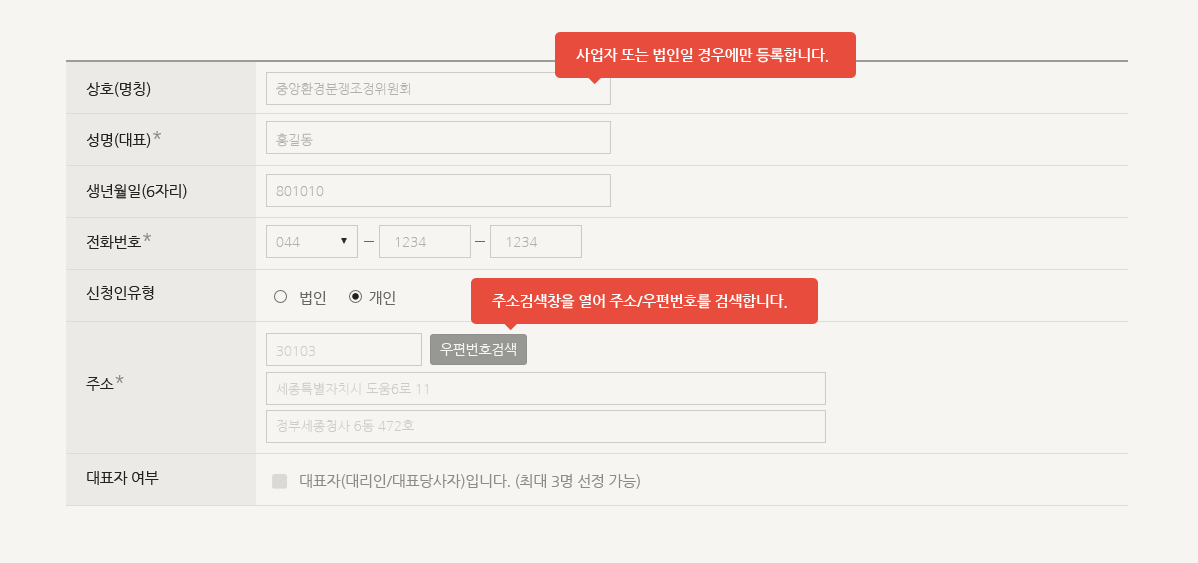 사업자 또는 법인일 경우에만 등록합니다.
상호(명칭) 중앙환경분쟁조정위원회
성명(대표)* 홍길동
생년월일(6자리) 801010
전화번호* 044 ▼ – 1234 – 1234
신청인유형 법인 개인
주소검색창을 열어 주소/우편번호를 검색합니다.
30103 우편번호검색
주소* 세종특별자치시 도움6로 11
정부세종청사 6동 472호
대표자 여부 대표자(대리인/대표당사자)입니다. (최대 3명 선정 가능)